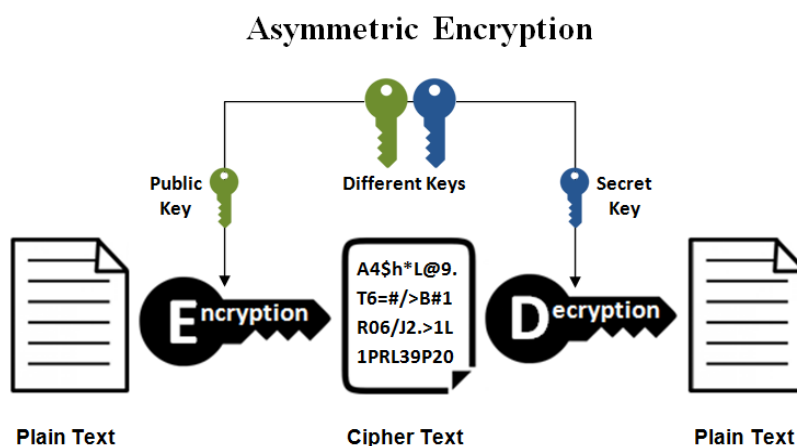 Asymmetric Encryption
Public
Key
Different Keys
Secret
Key
A4$h*L@9.
T6=#/>B#1
R06/J2.>1L
1PRL39P20
Encryption
Decryption
Plain Text
Cipher Text
Plain Text